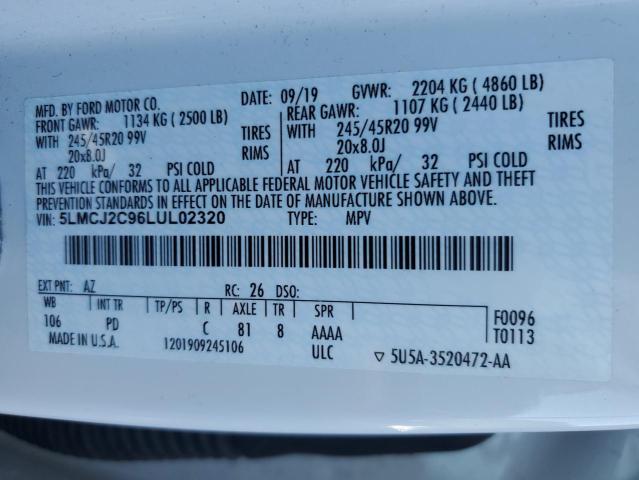 MFD. BY FORD MOTOR CO. DATE: 09/19 GVWR: 2204 KG ( 4860 LB)
FRONT GAWR: 1134 KG ( 2500 LB) REAR GAWR: 1107 KG ( 2440 LB)
WITH 245/45R20 99V TIRES WITH 245/45R20 99V TIRES
20x8.0J RIMS 20x8.0J RIMS
AT 220 kPa/ 32 PSI COLD AT 220 kPa/ 32 PSI COLD
THIS VEHICLE CONFORMS TO ALL APPLICABLE FEDERAL MOTOR VEHICLE SAFETY AND THEFT
PREVENTION STANDARDS IN EFFECT ON THE DATE OF MANUFACTURE SHOWN ABOVE.
VIN: 5LMCJ2C96LUL02320 TYPE: MPV
EXT PNT: AZ RC: 26 DSO:
WB INT TR TP/PS R AXLE TR SPR F0096
106 PD C 81 8 AAAA T0113
MADE IN U.S.A. 1201909245106 ULC ▽ 5U5A-3520472-AA